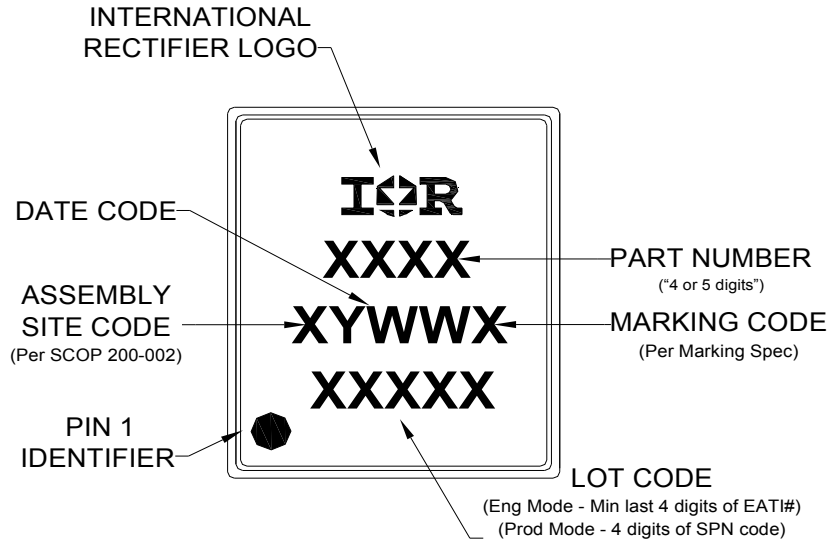 INTERNATIONAL
RECTIFIER LOGO
IOR
DATE CODE
XXXX
PART NUMBER
(“4 or 5 digits”)
ASSEMBLY
SITE CODE
(Per SCOP 200-002)
XYWWX
MARKING CODE
(Per Marking Spec)
XXXXX
PIN 1
IDENTIFIER
LOT CODE
(Eng Mode - Min last 4 digits of EATI#)
(Prod Mode - 4 digits of SPN code)